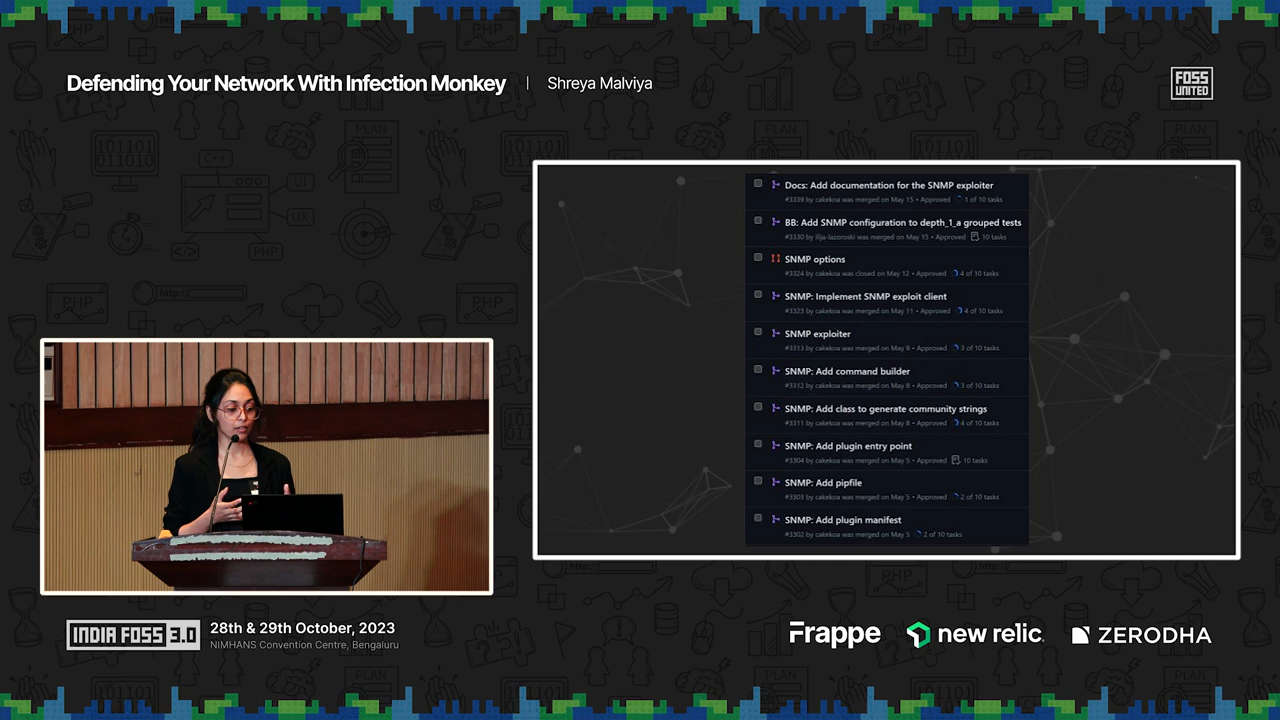 Defending Your Network With Infection Monkey | Shreya Malviya
FOSS
UNITED
Docs: Add documentation for the SNMP exploiter
#3339 by cakekoa was merged on May 15 • Approved 1 of 10 tasks
BB: Add SNMP configuration to depth_1_a grouped tests
#3330 by ilija-lazoroski was merged on May 15 • Approved 10 tasks
SNMP options
#3324 by cakekoa was closed on May 12 • Approved 4 of 10 tasks
SNMP: Implement SNMP exploit client
#3323 by cakekoa was merged on May 11 • Approved 4 of 10 tasks
SNMP exploiter
#3313 by cakekoa was merged on May 9 • Approved 3 of 10 tasks
SNMP: Add command builder
#3312 by cakekoa was merged on May 8 • Approved 3 of 10 tasks
SNMP: Add class to generate community strings
#3311 by cakekoa was merged on May 8 • Approved 4 of 10 tasks
SNMP: Add plugin entry point
#3304 by cakekoa was merged on May 5 • Approved 10 tasks
SNMP: Add pipfile
#3303 by cakekoa was merged on May 5 • Approved 2 of 10 tasks
SNMP: Add plugin manifest
#3302 by cakekoa was merged on May 5 2 of 10 tasks
INDIA FOSS 3.0
28th & 29th October, 2023
NIMHANS Convention Centre, Bengaluru
Frappe
new relic
ZERODHA